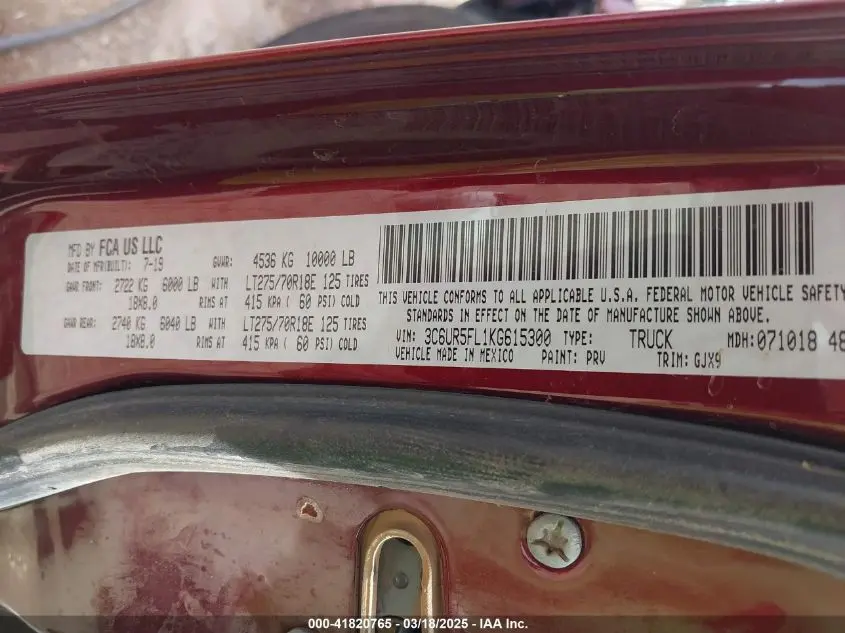 MFD BY FCA US LLC
DATE OF MFR(BUILT): 7-19 GVWR: 4536 KG 10000 LB
GAWR FRONT: 2722 KG 6000 LB WITH LT275/70R18E 125 TIRES
18X8.0 RIMS AT 415 KPA ( 60 PSI) COLD
GAWR REAR: 2740 KG 6040 LB WITH LT275/70R18E 125 TIRES
18X8.0 RIMS AT 415 KPA ( 60 PSI) COLD
THIS VEHICLE CONFORMS TO ALL APPLICABLE U.S.A. FEDERAL MOTOR VEHICLE SAFETY
STANDARDS IN EFFECT ON THE DATE OF MANUFACTURE SHOWN ABOVE.
VIN: 3C6UR5FL1KG615300 TYPE: TRUCK MDH:071018 48
VEHICLE MADE IN MEXICO PAINT: PRV TRIM: GJX9
000-41820765 - 03/18/2025 - IAA Inc.